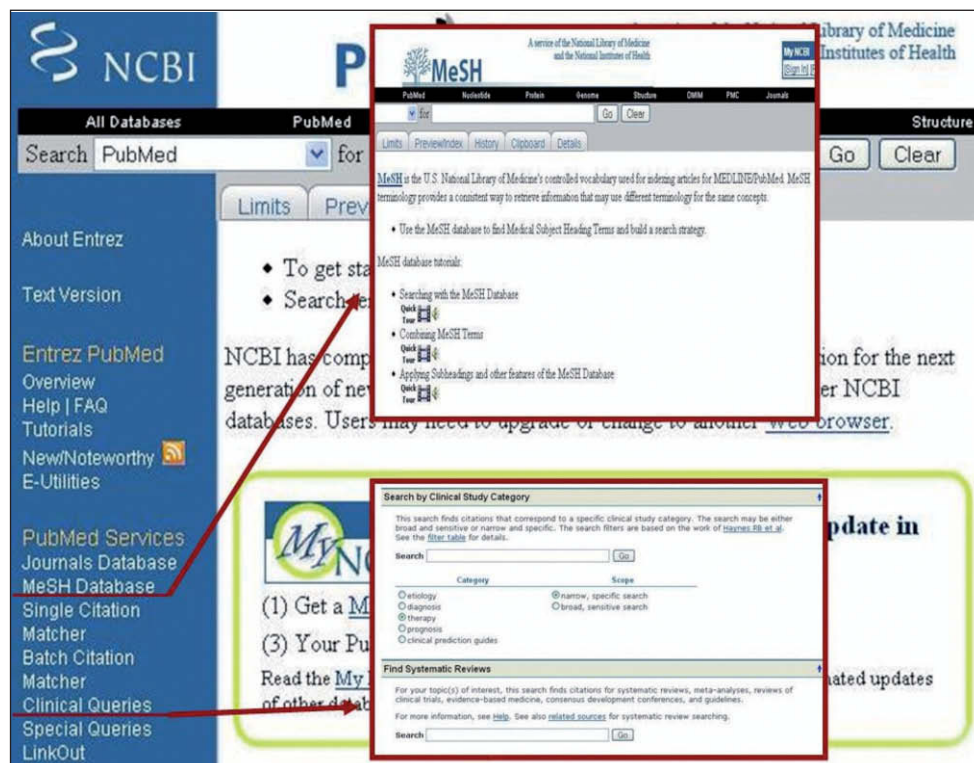 NCBI
P
ibrary of Medicine
Institutes of Health
All Databases
PubMed
Structure
Search PubMed for
Go Clear
Limits Prev
About Entrez
Text Version
Entrez PubMed
Overview
Help | FAQ
Tutorials
New/Noteworthy
E-Utilities
PubMed Services
Journals Database
MeSH Database
Single Citation
Matcher
Batch Citation
Matcher
Clinical Queries
Special Queries
LinkOut
• To get sta
• Search
NCBI has comp
ion for the next
generation of ne
er NCBI
databases. Users may need to upgrade or change to another Web browser.
My NC
pdate in
(1) Get a M
(3) Your Pu
Read the My
nated updates
of other datab
A service of the National Library of Medicine
and the National Institutes of Health
My NCBI
[Sign In]
MeSH
PubMed Nucleotide Protein Genome Structure OMIM PMC Journals
for Go Clear
Limits Preview/Index History Clipboard Details
MeSH is the U.S. National Library of Medicine's controlled vocabulary used for indexing articles for MEDLINE/PubMed. MeSH
terminology provides a consistent way to retrieve information that may use different terminology for the same concepts.
• Use the MeSH database to find Medical Subject Heading Terms and build a search strategy.
MeSH database tutorials:
• Searching with the MeSH Database
Quick
Tour
• Combining MeSH Terms
Quick
Tour
• Applying Subheadings and other features of the MeSH Database
Quick
Tour
Search by Clinical Study Category
This search finds citations that correspond to a specific clinical study category. The search may be either
broad and sensitive or narrow and specific. The search filters are based on the work of Haynes RB et al.
See the filter table for details.
Search Go
Category Scope
etiology narrow, specific search
diagnosis broad, sensitive search
therapy
prognosis
clinical prediction guides
Find Systematic Reviews
For your topic(s) of interest, this search finds citations for systematic reviews, meta-analyses, reviews of
clinical trials, evidence-based medicine, consensus development conferences, and guidelines.
For more information, see Help. See also related sources for systematic review searching.
Search Go